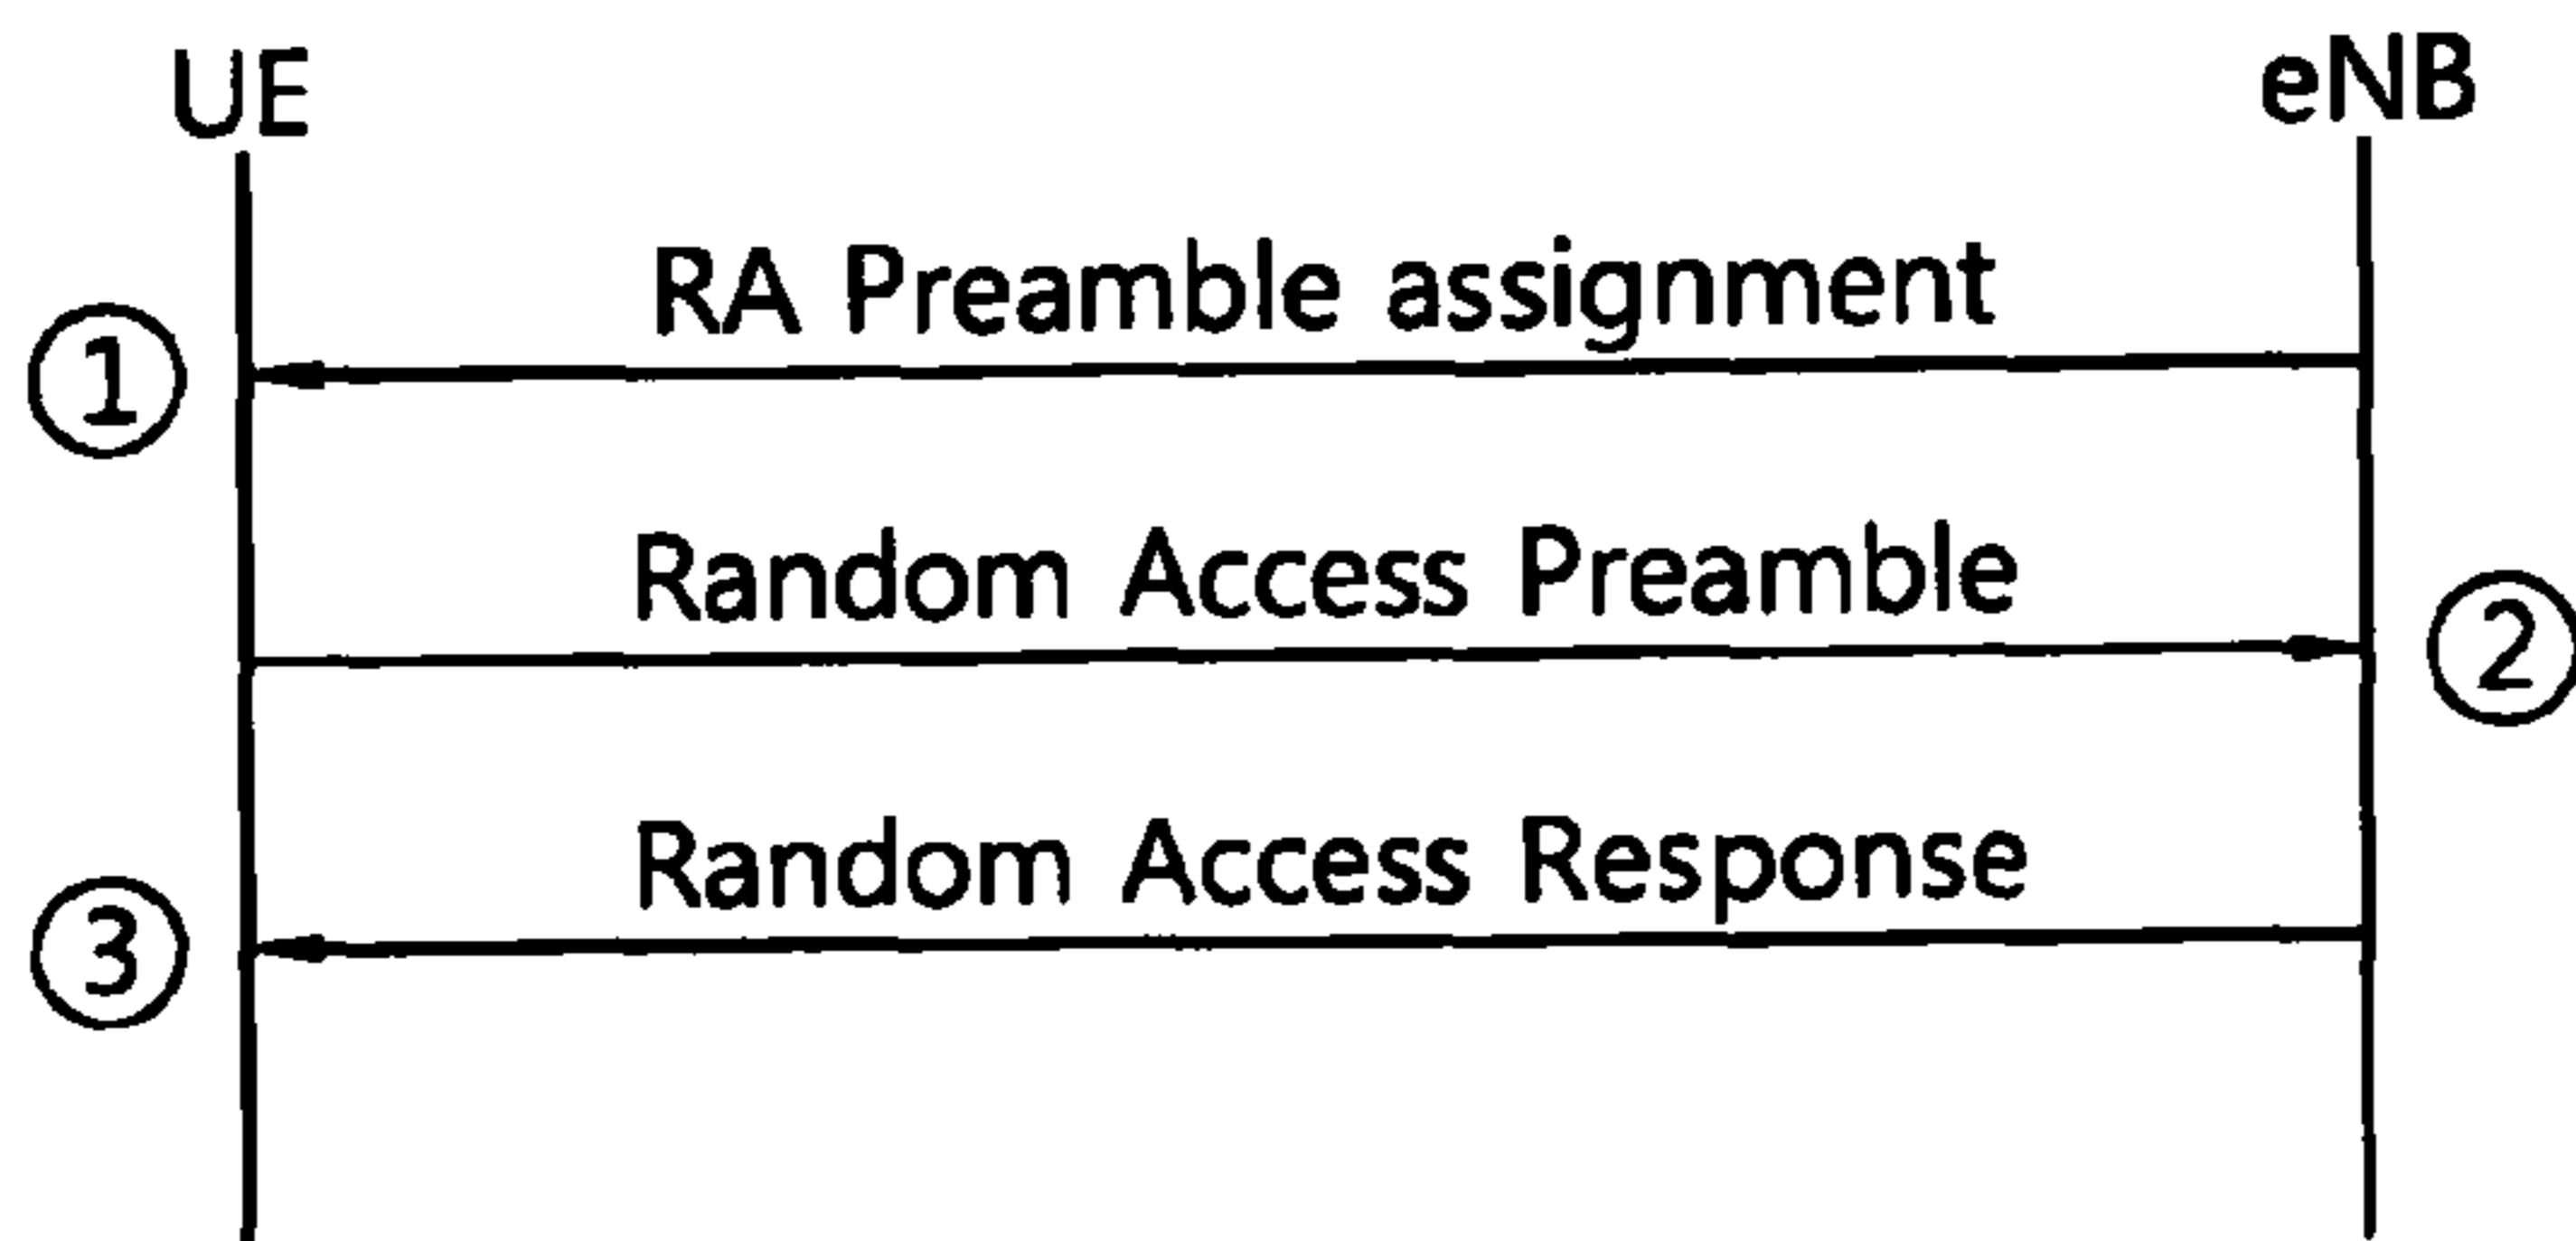 UE eNB
RA Preamble assignment
①
Random Access Preamble
②
Random Access Response
③